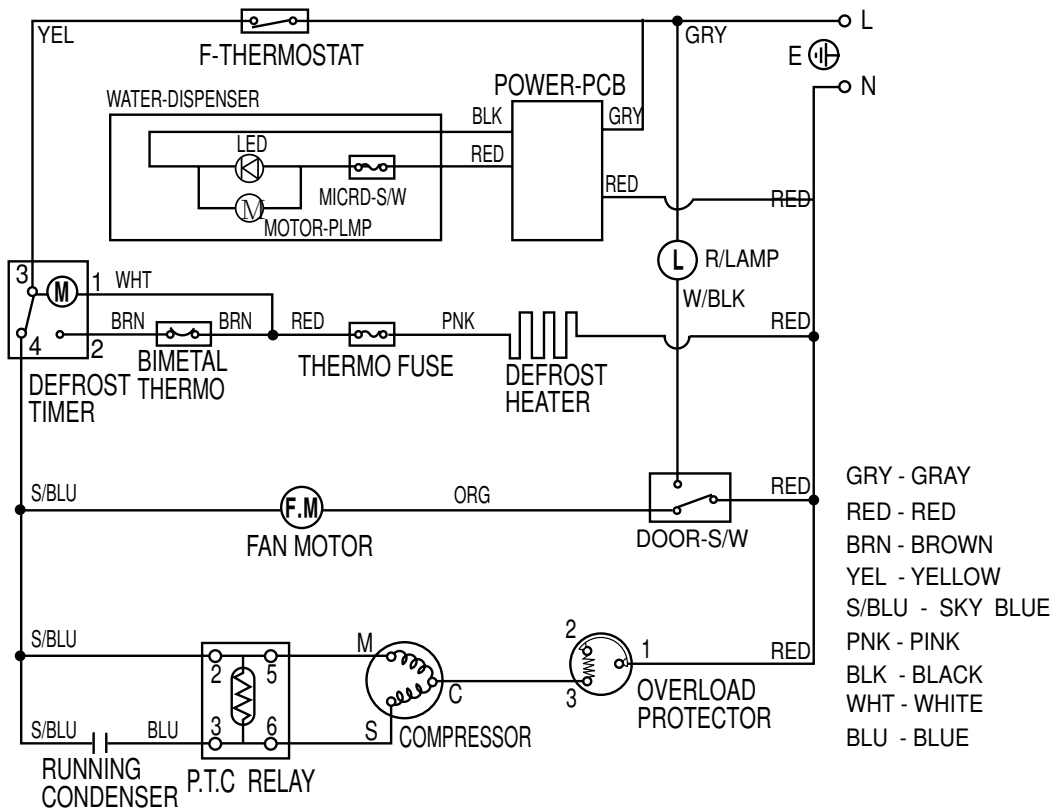 YEL
F-THERMOSTAT
GRY
L
E
N
WATER-DISPENSER
POWER-PCB
BLK
GRY
LED
RED
MICRD-S/W
M
MOTOR-PLMP
RED
RED
L
R/LAMP
W/BLK
3
M
1
WHT
BRN
BRN
RED
PNK
RED
4
2
BIMETAL
THERMO
THERMO FUSE
DEFROST
HEATER
DEFROST
TIMER
S/BLU
F.M
ORG
RED
FAN MOTOR
DOOR-S/W
GRY - GRAY
RED - RED
BRN - BROWN
YEL - YELLOW
S/BLU - SKY BLUE
PNK - PINK
BLK - BLACK
WHT - WHITE
BLU - BLUE
S/BLU
M
2
1
RED
2
5
C
3
OVERLOAD
PROTECTOR
S/BLU
BLU
3
6
S
COMPRESSOR
RUNNING
CONDENSER
P.T.C RELAY